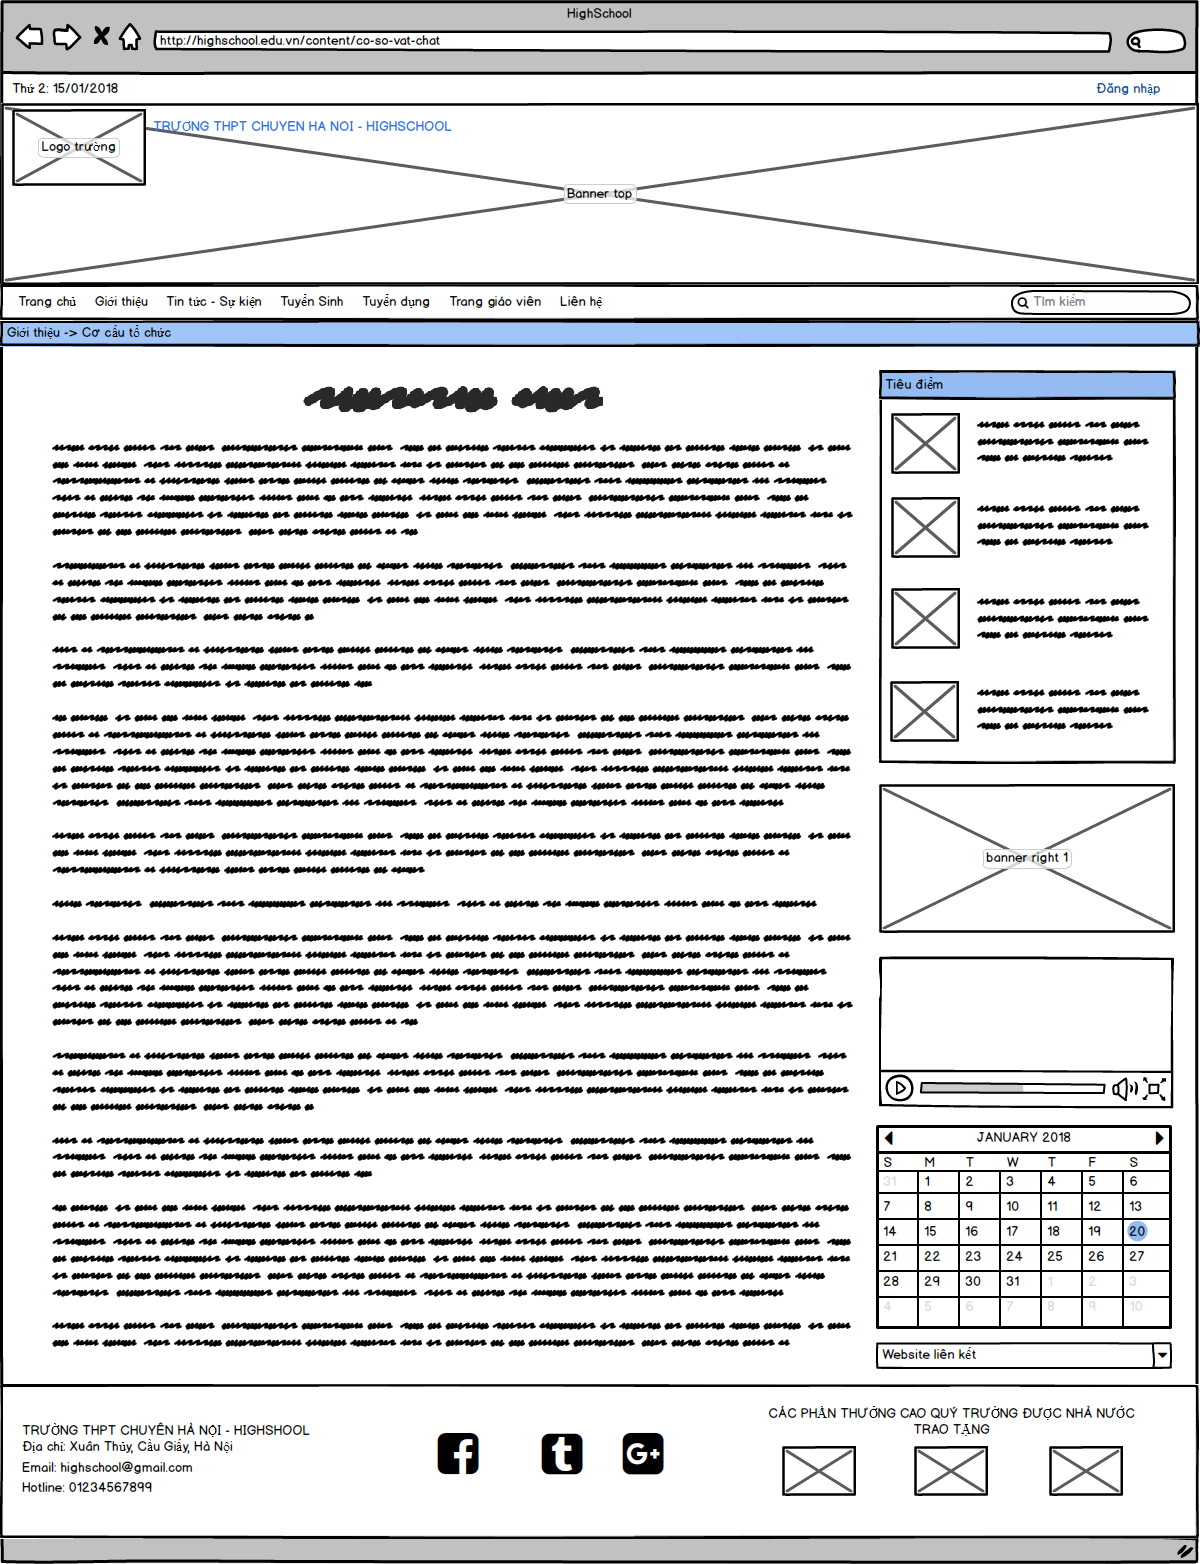 HighSchool
http://highschool.edu.vn/content/co-so-vat-chat
Thứ 2: 15/01/2018
Đăng nhập
TRƯỜNG THPT CHUYEN HA NOI - HIGHSCHOOL
Logo trường
Banner top
Trang chủ Giới thiệu Tin tức - Sự kiện Tuyển Sinh Tuyển dụng Trang giáo viên Liên hệ
Tìm kiếm
Giới thiệu -> Cơ cấu tổ chức
Tiêu điểm
banner right 1
JANUARY 2018
S M T W T F S
31 1 2 3 4 5 6
7 8 9 10 11 12 13
14 15 16 17 18 19 20
21 22 23 24 25 26 27
28 29 30 31 1 2 3
4 5 6 7 8 9 10
Website liên kết
TRƯỜNG THPT CHUYÊN HÀ NỘI - HIGHSHOOL
Địa chỉ: Xuân Thủy, Cầu Giấy, Hà Nội
Email: highschool@gmail.com
Hotline: 01234567899
CÁC PHẦN THƯỞNG CAO QUÝ TRƯỜNG ĐƯỢC NHÀ NƯỚC
TRAO TẶNG